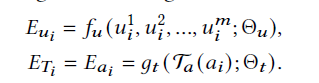 E_{u_i} = f_u(u_i^1, u_i^2, ..., u_i^m; Θ_u),
E_{T_i} = E_{a_i} = g_t(𝒯_a(a_i); Θ_t).